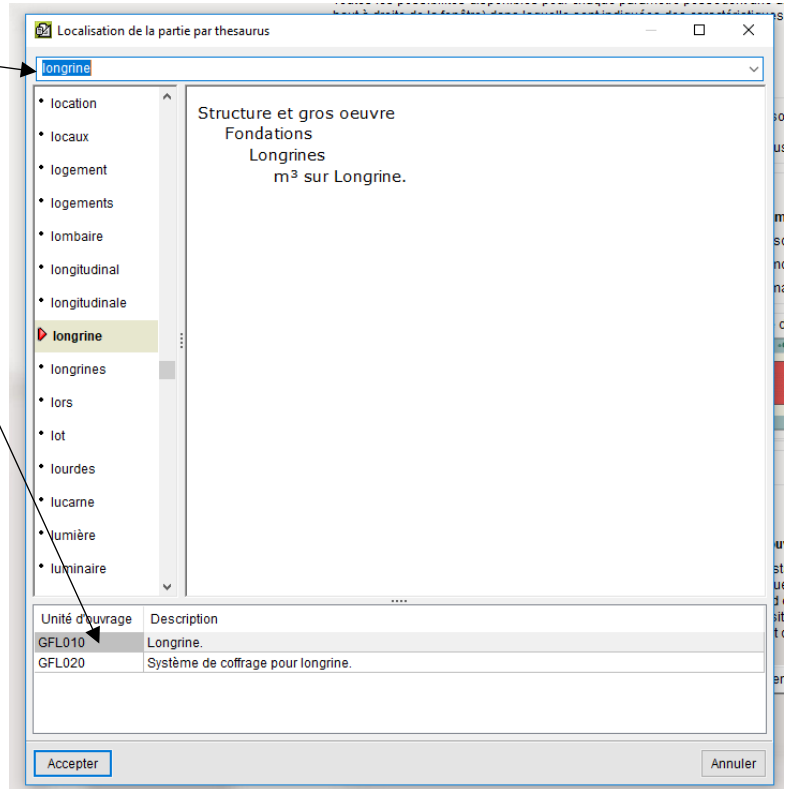 Localisation de la partie par thesaurus
longrine
location
locaux
logement
logements
lombaire
longitudinal
longitudinale
longrine
longrines
lors
lot
lourdes
lucarne
lumière
luminaire
Structure et gros oeuvre
Fondations
Longrines
m³ sur Longrine.
Unité d'ouvrage Description
GFL010 Longrine.
GFL020 Système de coffrage pour longrine.
Accepter Annuler